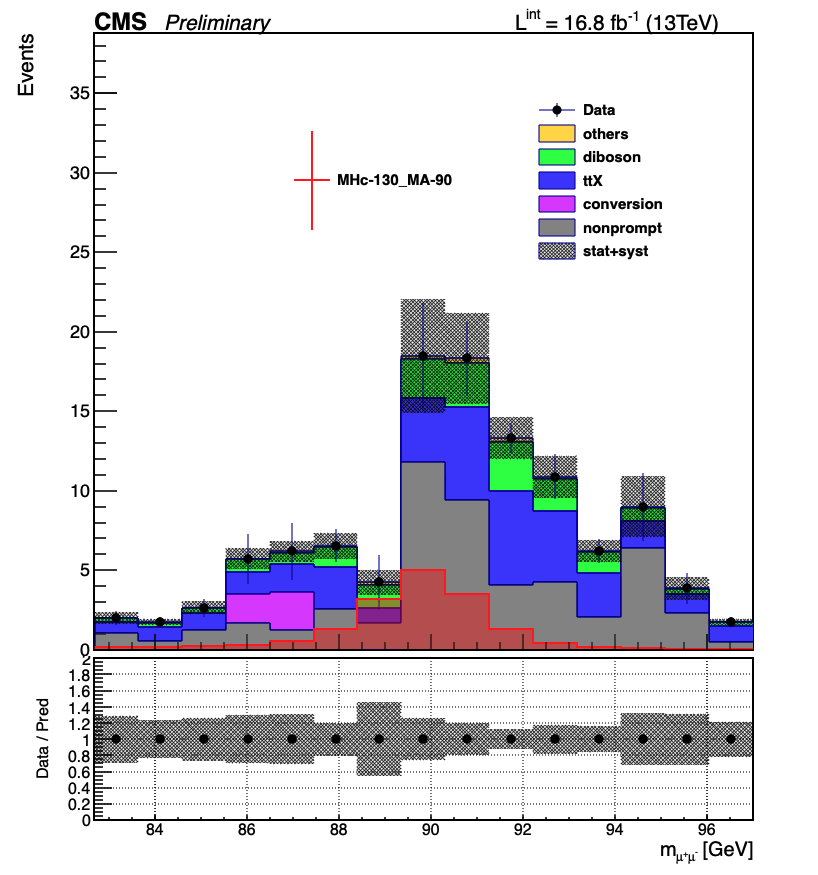 CMS Preliminary L^int = 16.8 fb^-1 (13TeV)
Events
35
30
25
20
15
10
5
0
MHc-130_MA-90
Data
others
diboson
ttX
conversion
nonprompt
stat+syst
Data / Pred
2
1.8
1.6
1.4
1.2
1
0.8
0.6
0.4
0.2
0
84 86 88 90 92 94 96
m_μ⁺μ⁻ [GeV]